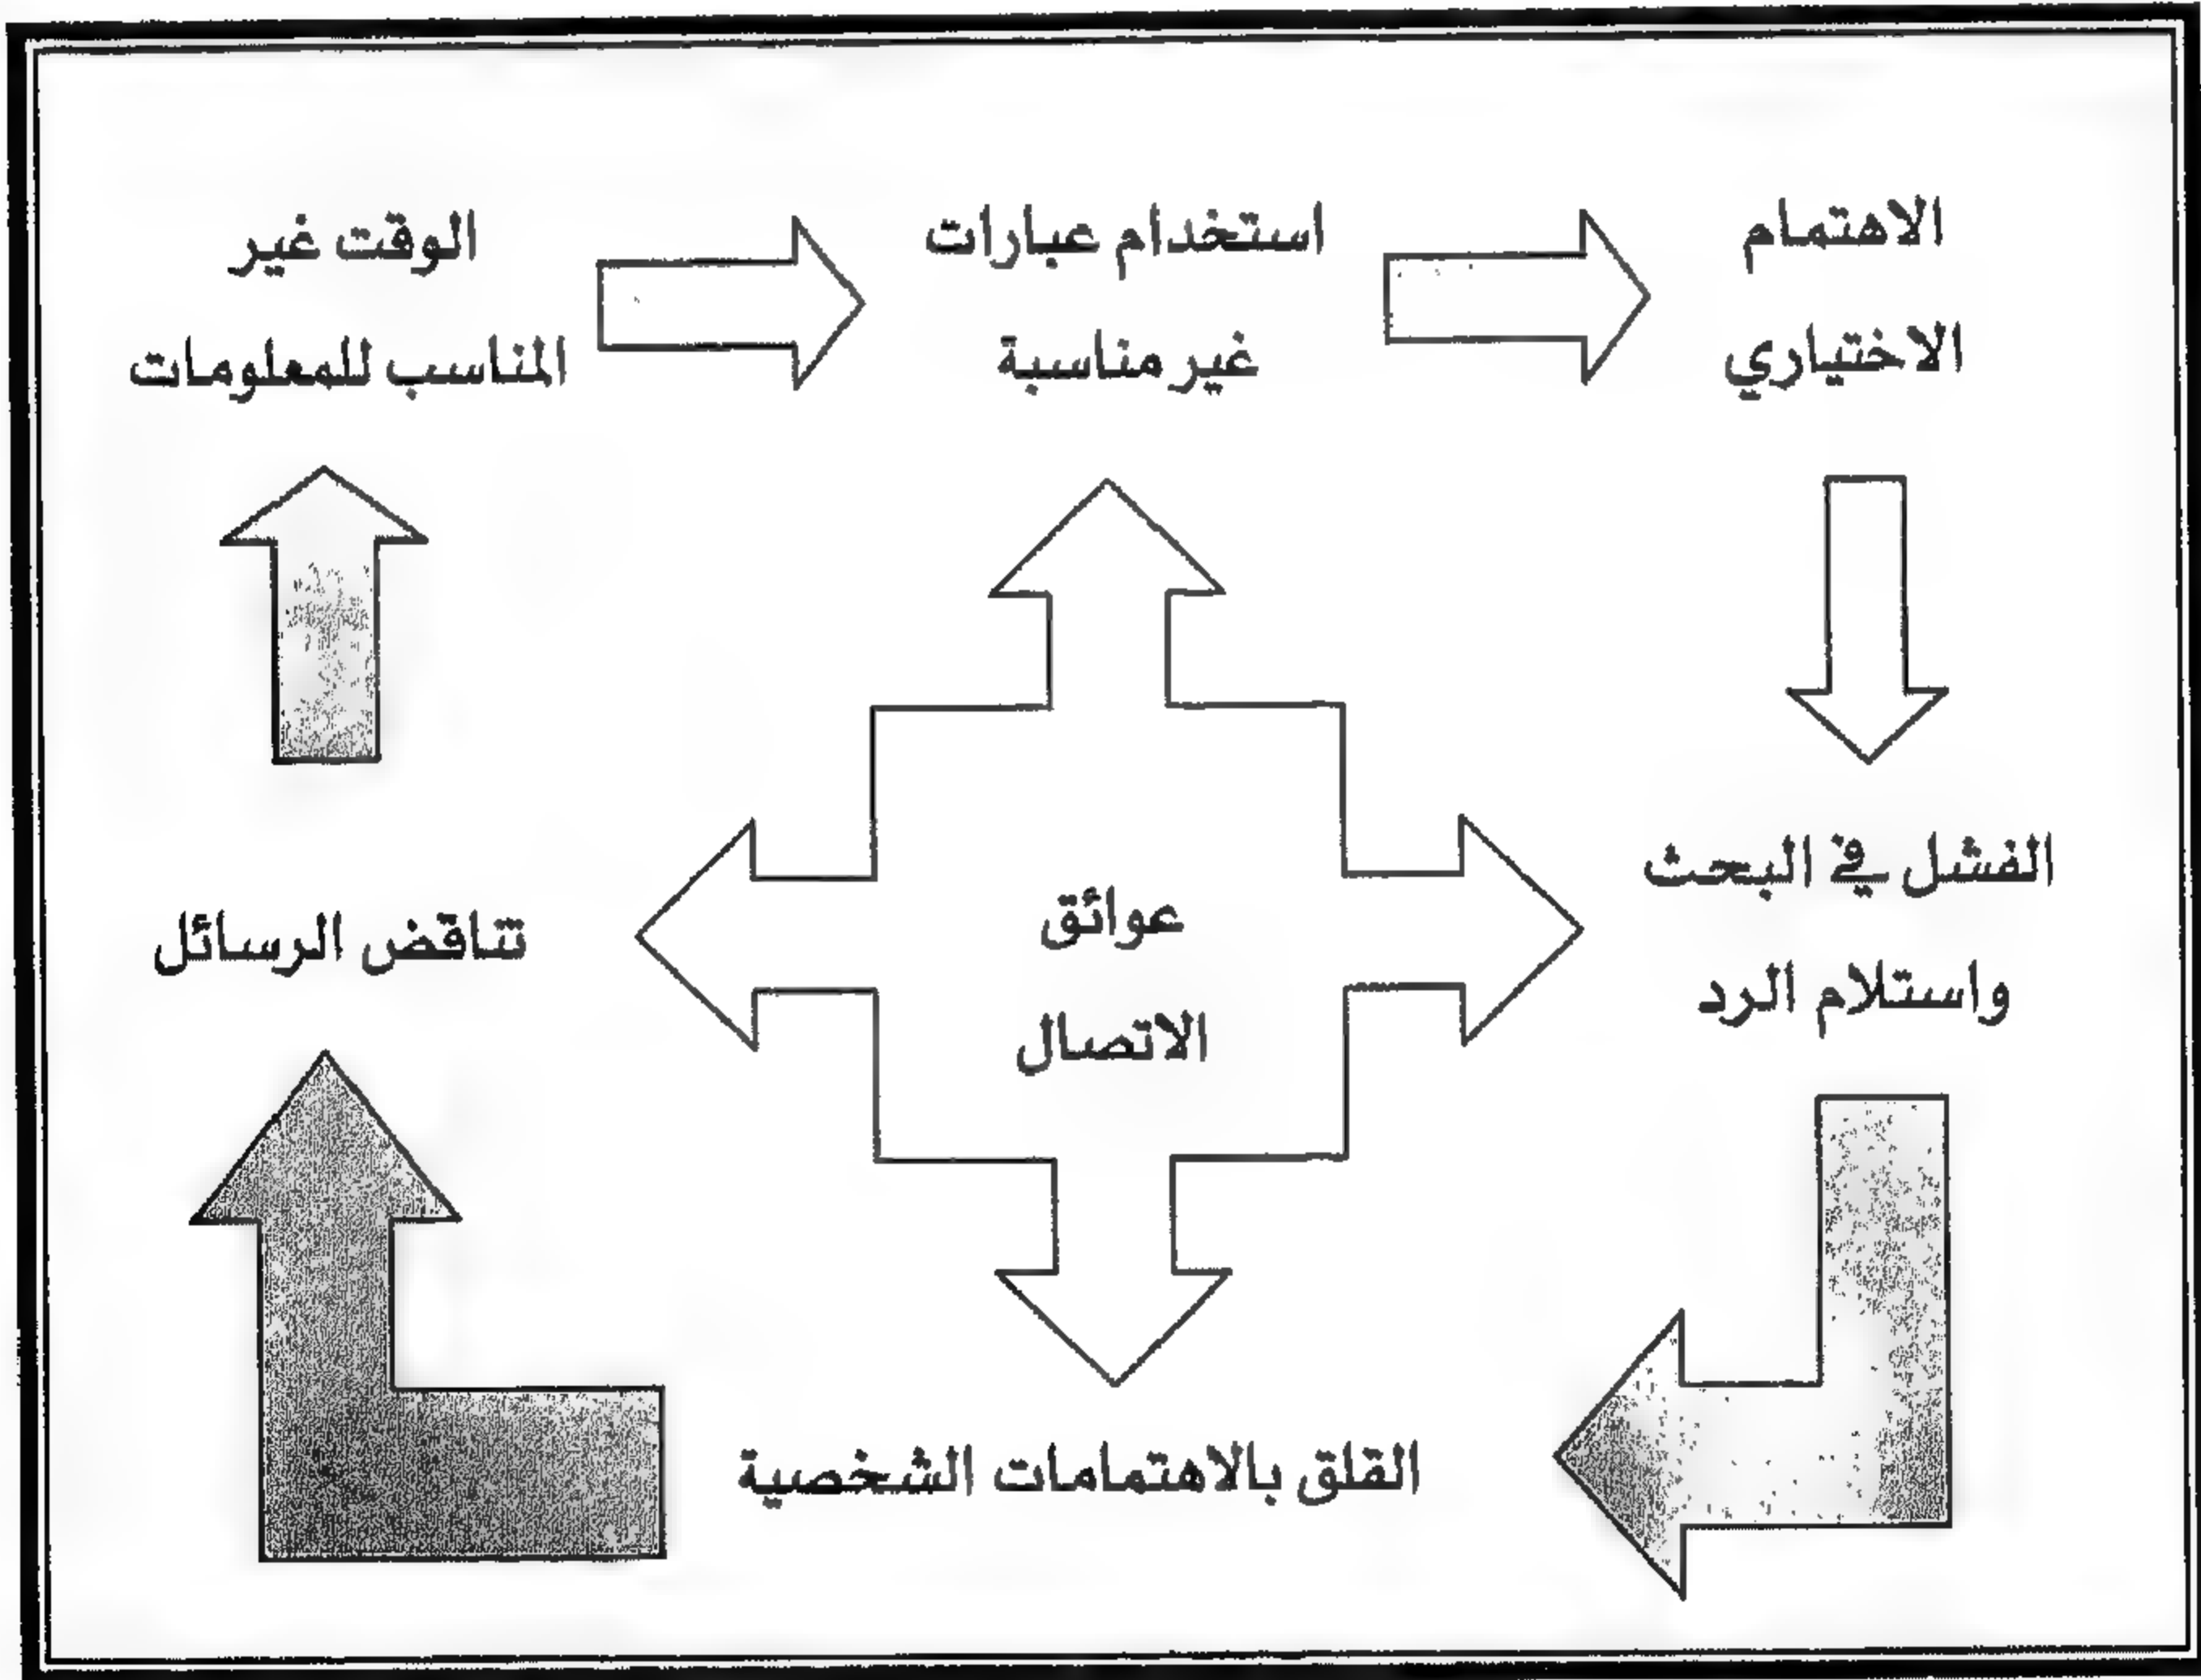 الاهتمام
الاختياري
استخدام عبارات
غير مناسبة
الوقت غير
المناسب للمعلومات
الفشل في البحث
واستلام الرد
عوائق
الاتصال
تناقض الرسائل
القلق بالاهتمامات الشخصية